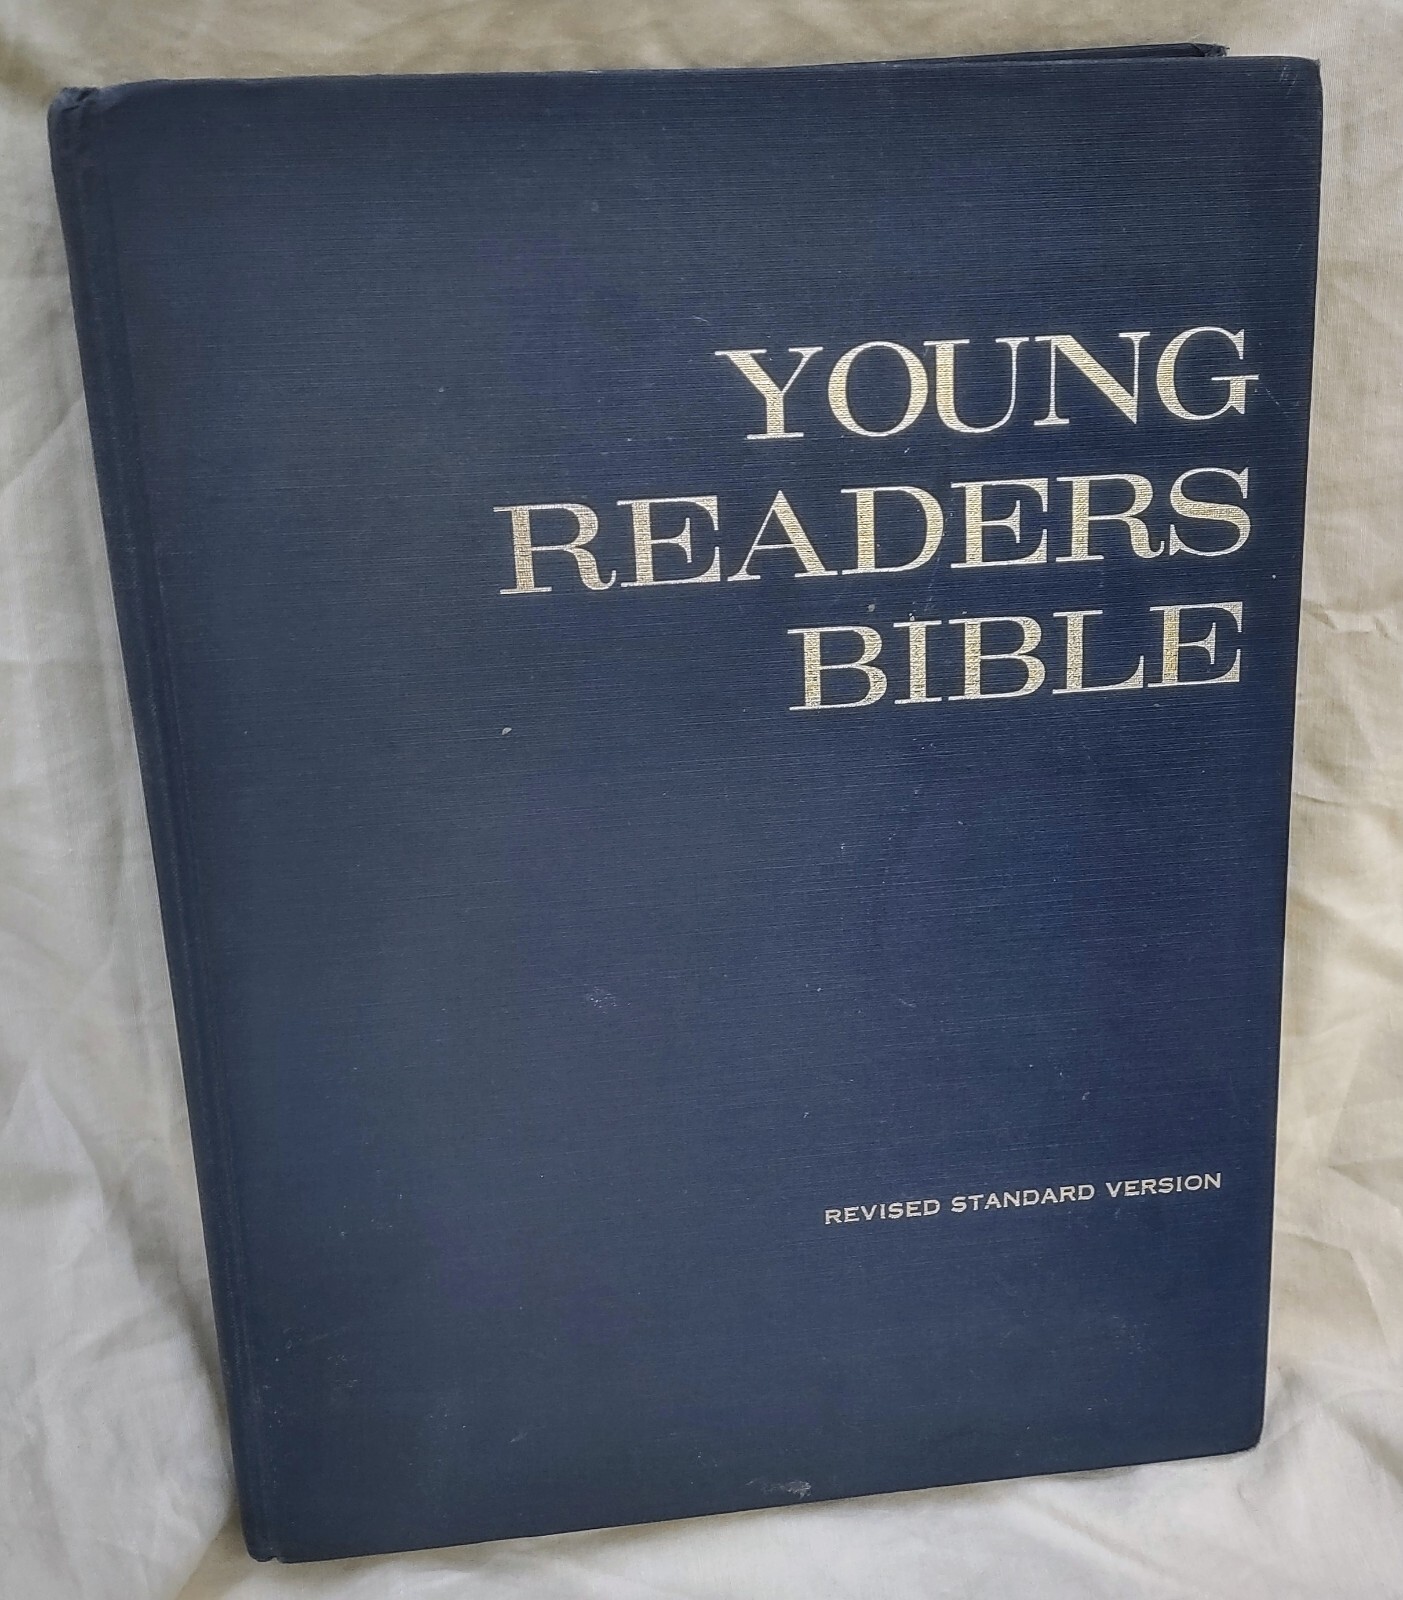 YOUNG
READERS
BIBLE
REVISED STANDARD VERSION